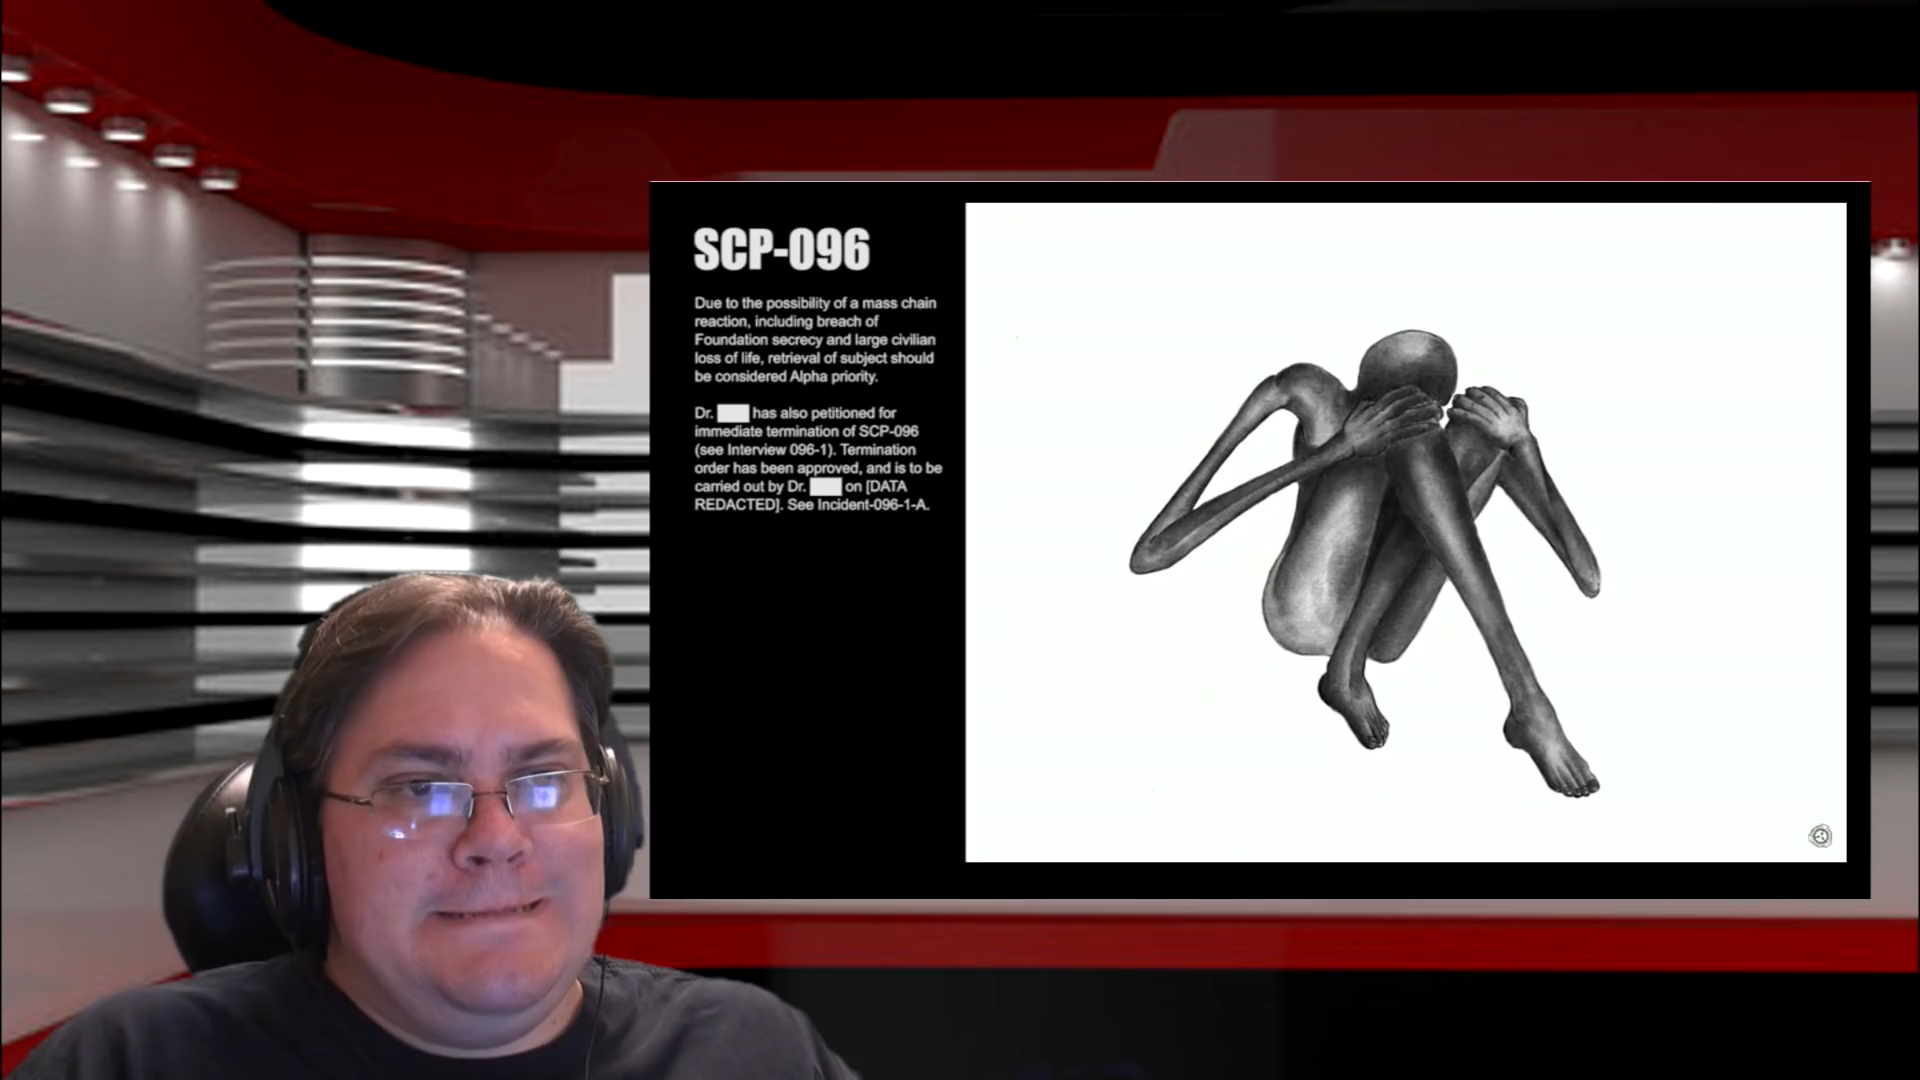 SCP-096
Due to the possibility of a mass chain
reaction, including breach of
Foundation secrecy and large civilian
loss of life, retrieval of subject should
be considered Alpha priority.
Dr. has also petitioned for
immediate termination of SCP-096
(see Interview 096-1). Termination
order has been approved, and is to be
carried out by Dr. on [DATA
REDACTED]. See Incident-096-1-A.